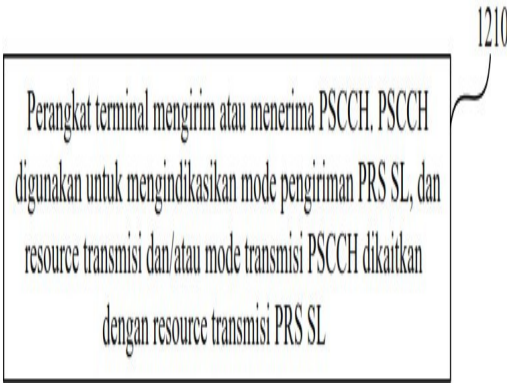 1210
Perangkat terminal mengirim atau menerima PSCCH. PSCCH
digunakan untuk mengindikasikan mode pengiriman PRS SL, dan
resource transmisi dan/atau mode transmisi PSCCH dikaitkan
dengan resource transmisi PRS SL